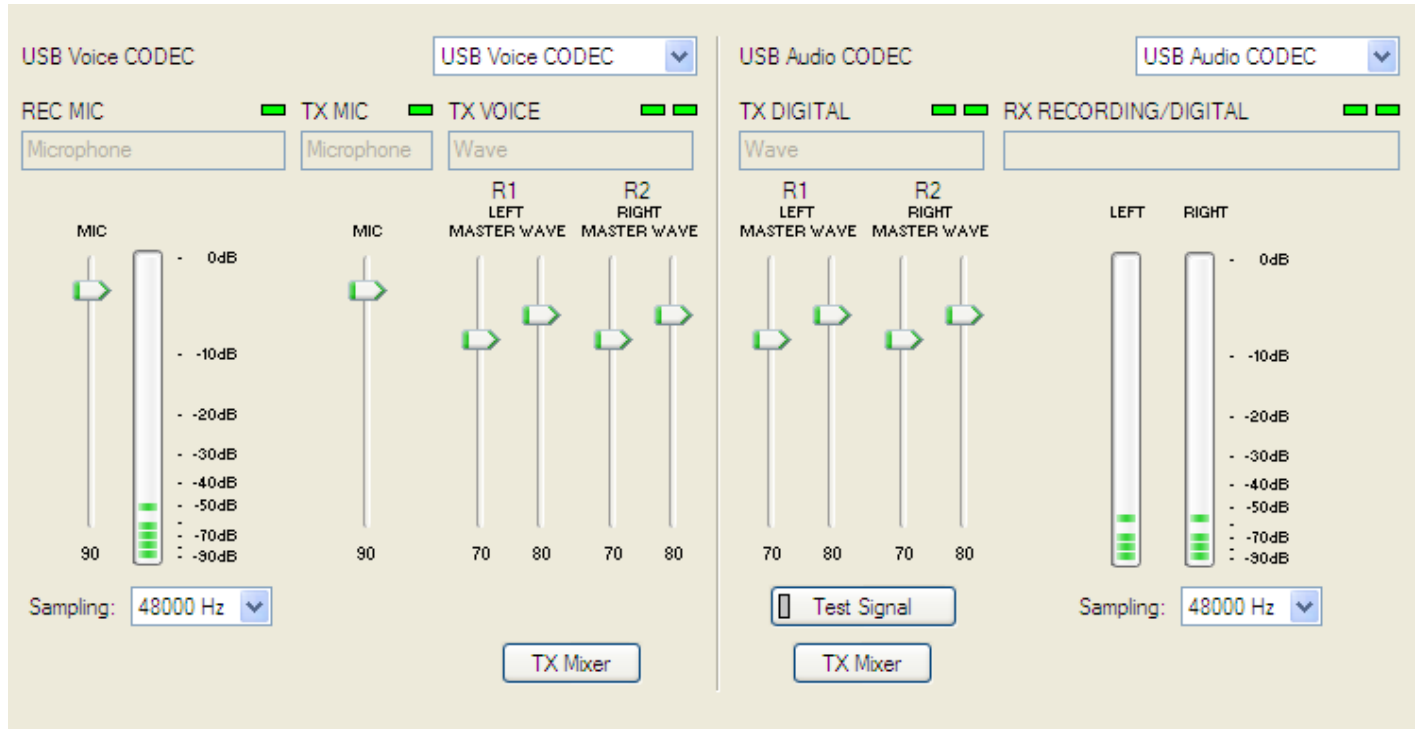 USB Voice CODEC
USB Voice CODEC
REC MIC
TX MIC
TX VOICE
Microphone
Microphone
Wave
R1
R2
LEFT
RIGHT
MIC
MIC
MASTER WAVE
MASTER WAVE
0dB
-10dB
-20dB
-30dB
-40dB
-50dB
-70dB
-90dB
90
90
70
80
70
80
Sampling:
48000 Hz
TX Mixer
USB Audio CODEC
USB Audio CODEC
TX DIGITAL
RX RECORDING/DIGITAL
Wave
R1
R2
LEFT
RIGHT
MASTER WAVE
MASTER WAVE
LEFT
RIGHT
0dB
-10dB
-20dB
-30dB
-40dB
-50dB
-70dB
-90dB
70
80
70
80
Test Signal
Sampling:
48000 Hz
TX Mixer